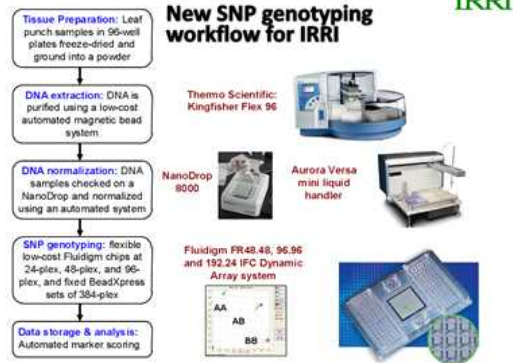 New SNP genotyping
workflow for IRRI
IRRI
Tissue Preparation: Leaf
punch samples in 96-well
plates freeze-dried and
ground into a powder
DNA extraction: DNA is
purified using a low-cost
automated magnetic bead
system
Thermo Scientific:
Kingfisher Flex 96
DNA normalization: DNA
samples checked on a
NanoDrop and normalized
using an automated system
NanoDrop
8000
Aurora Versa
mini liquid
handler
SNP genotyping: flexible
low-cost Fluidigm chips at
24-plex, 48-plex, and 96-
plex, and fixed BeadXpress
sets of 384-plex
Fluidigm FR48.48, 96.96
and 192.24 IFC Dynamic
Array system
AA
AB
BB
Data storage & analysis:
Automated marker scoring